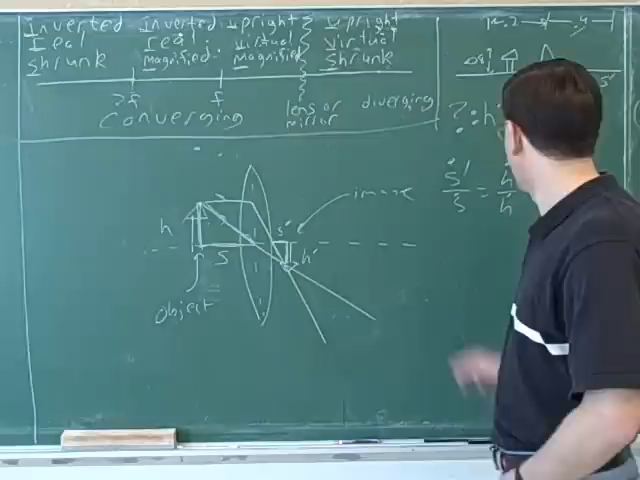 Inverted Real Shrunk
Inverted real. Magnified.
Upright Virtual Magnified
Upright Virtual Shrunk
2f
f
Converging
lens or mirror
diverging
h
S
Object
s'
h'
image
?: h'
s'/s = h'/h
s'